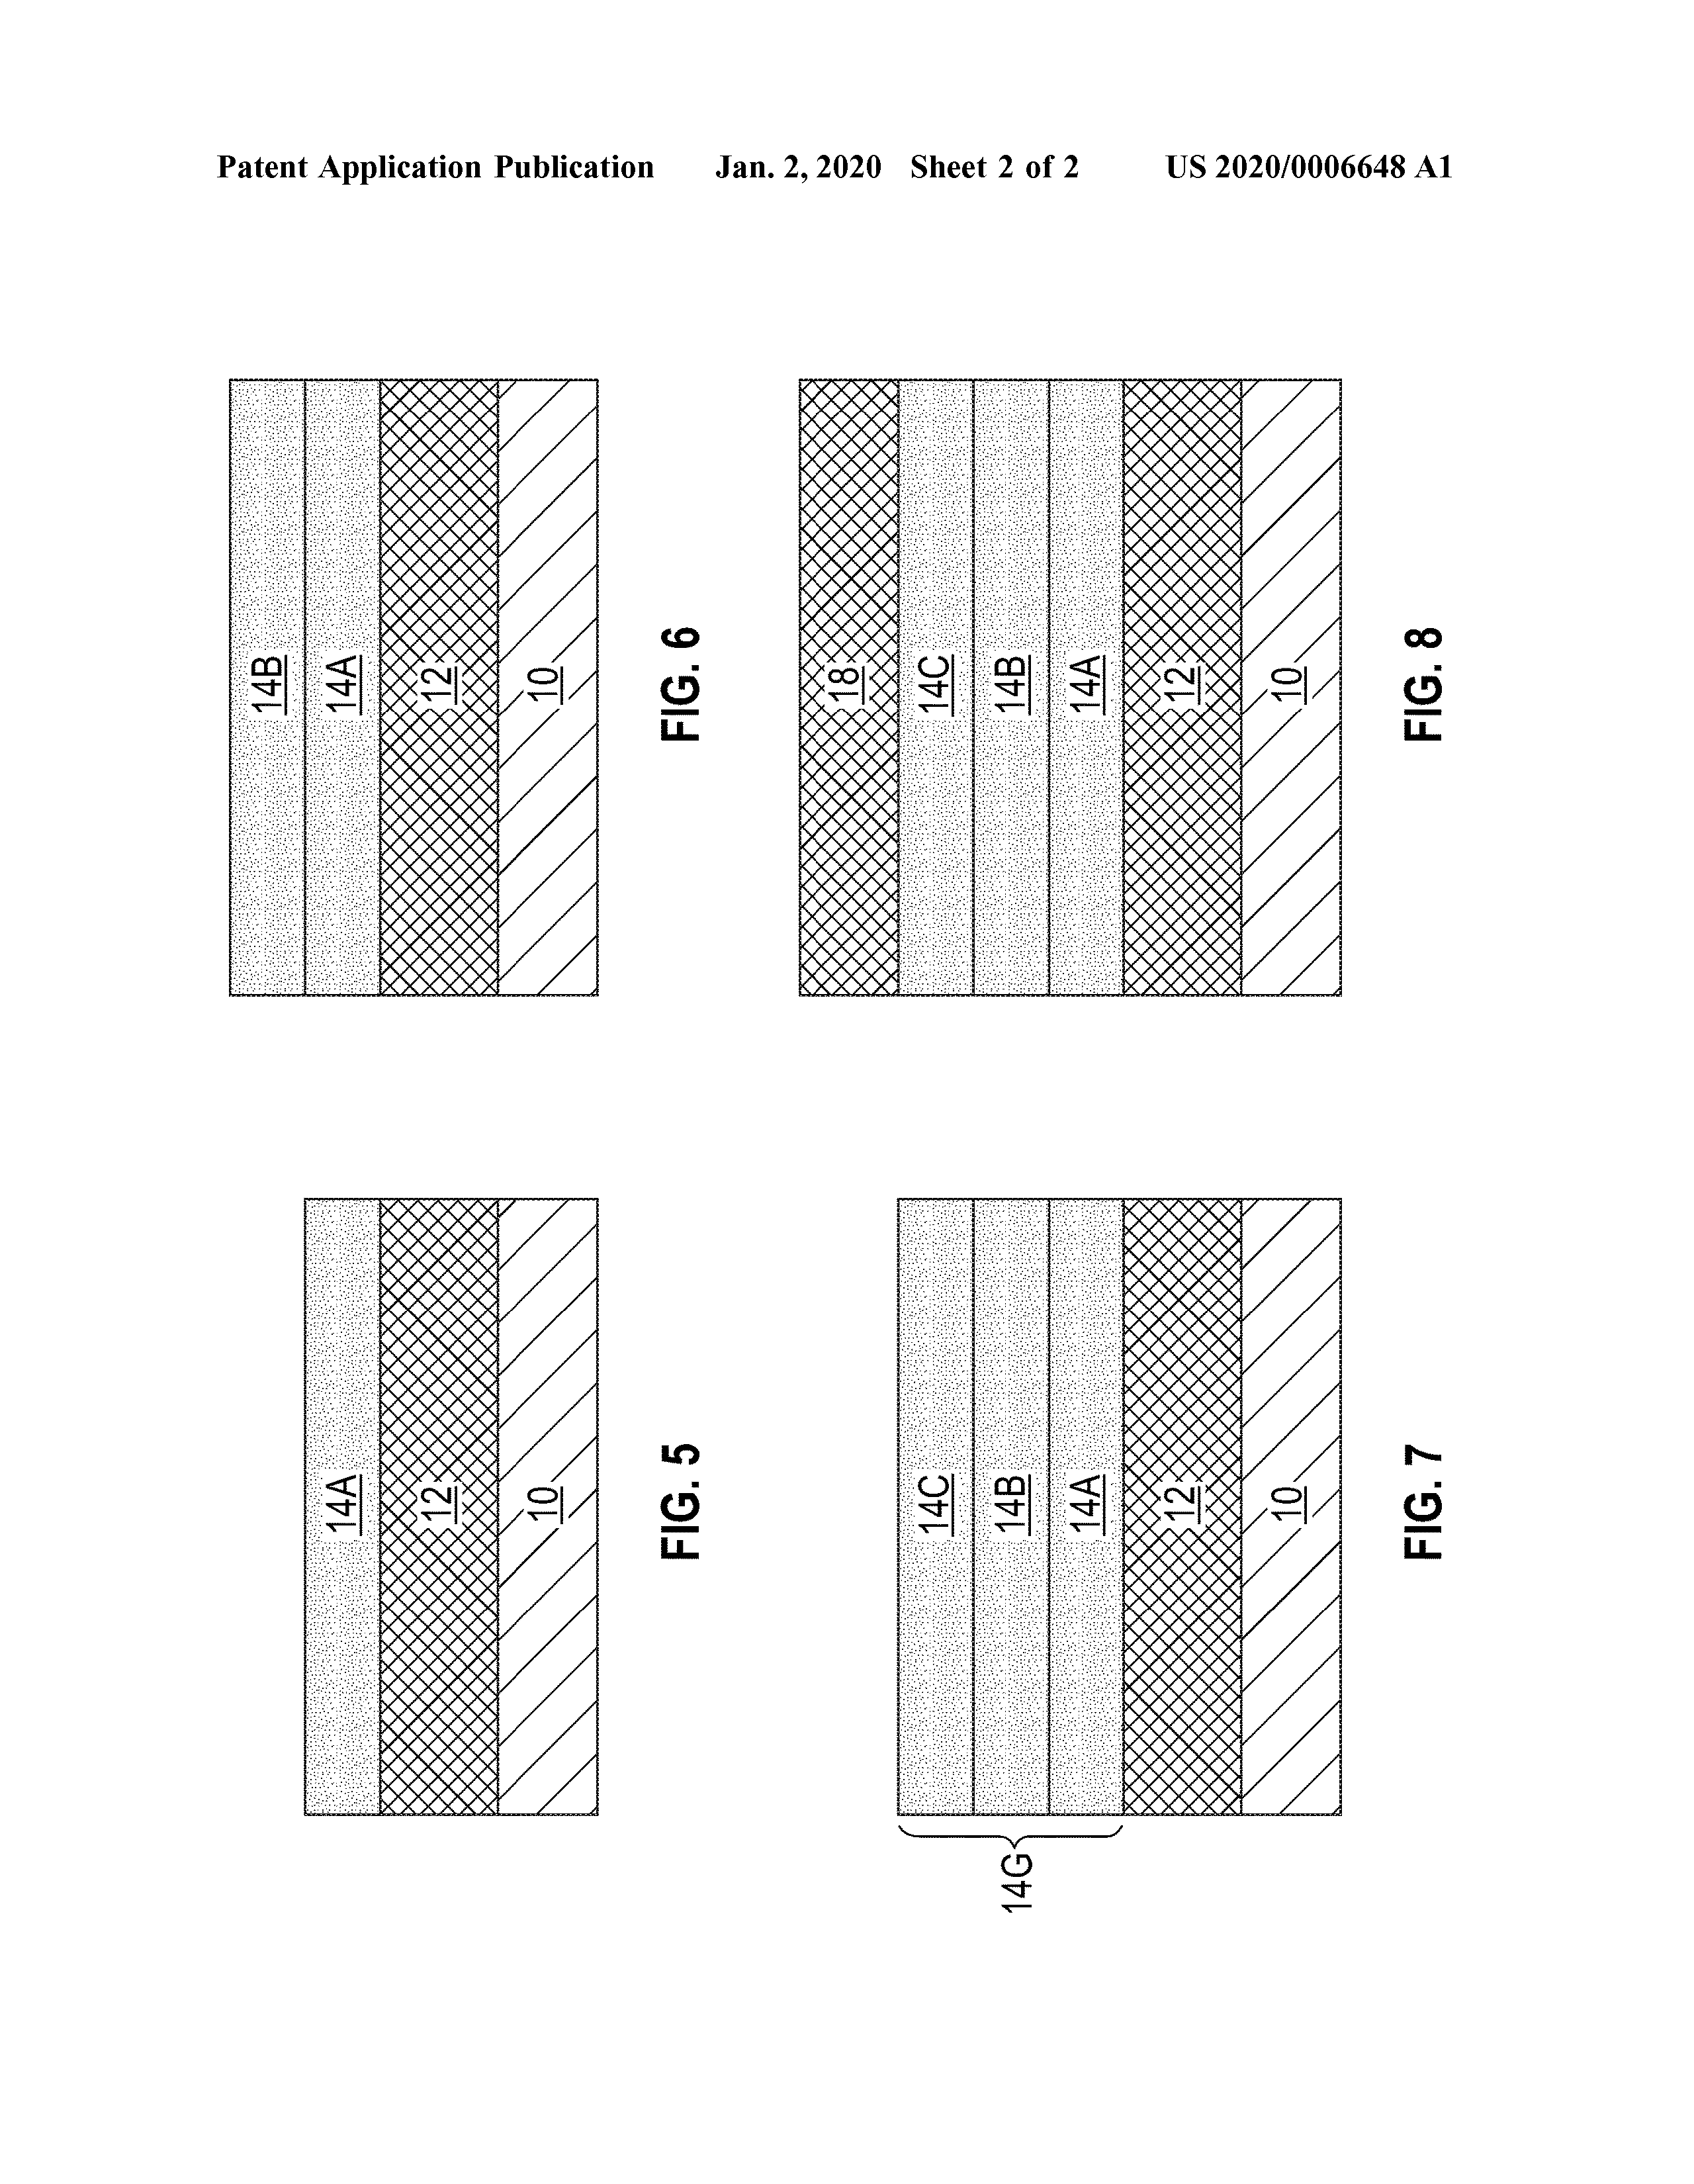 Patent Application Publication Jan. 2, 2020 Sheet 2 of 2 US 2020/0006648 A1
14A
12
10
FIG. 5
14B
14A
12
10
FIG. 6
14G
14C
14B
14A
12
10
FIG. 7
18
14C
14B
14A
12
10
FIG. 8